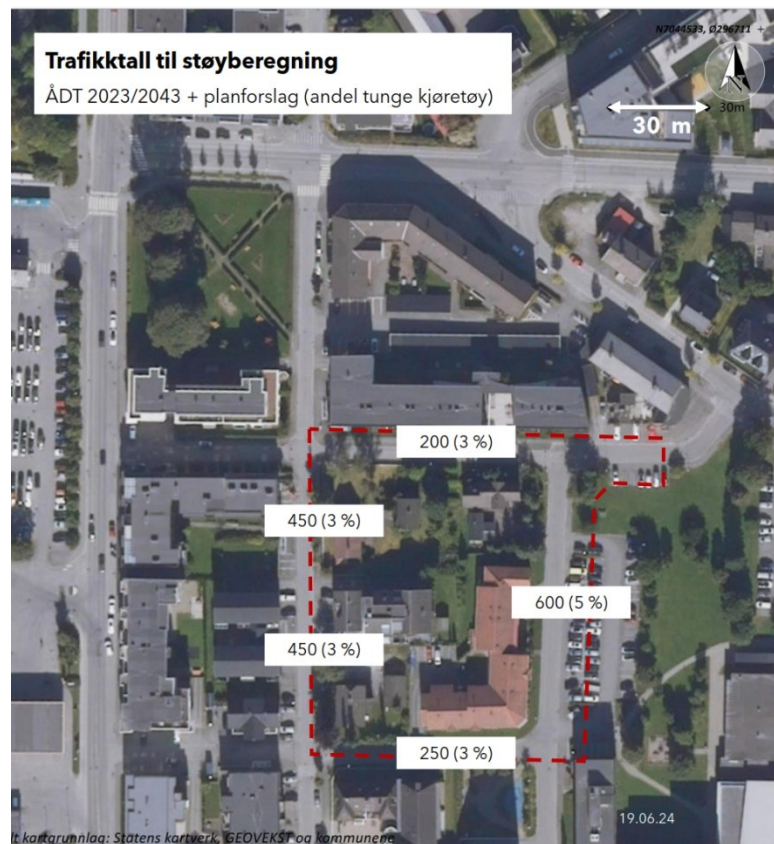 Trafikktall til støyberegning
ÅDT 2023/2043 + planforslag (andel tunge kjøretøy)
N7044533, Ø296711 +
N
30m
30 m
200 (3 %)
450 (3 %)
600 (5 %)
450 (3 %)
250 (3 %)
19.06.24
lt kartgrunnlag: Statens kartverk, GEOVEKST og kommunene